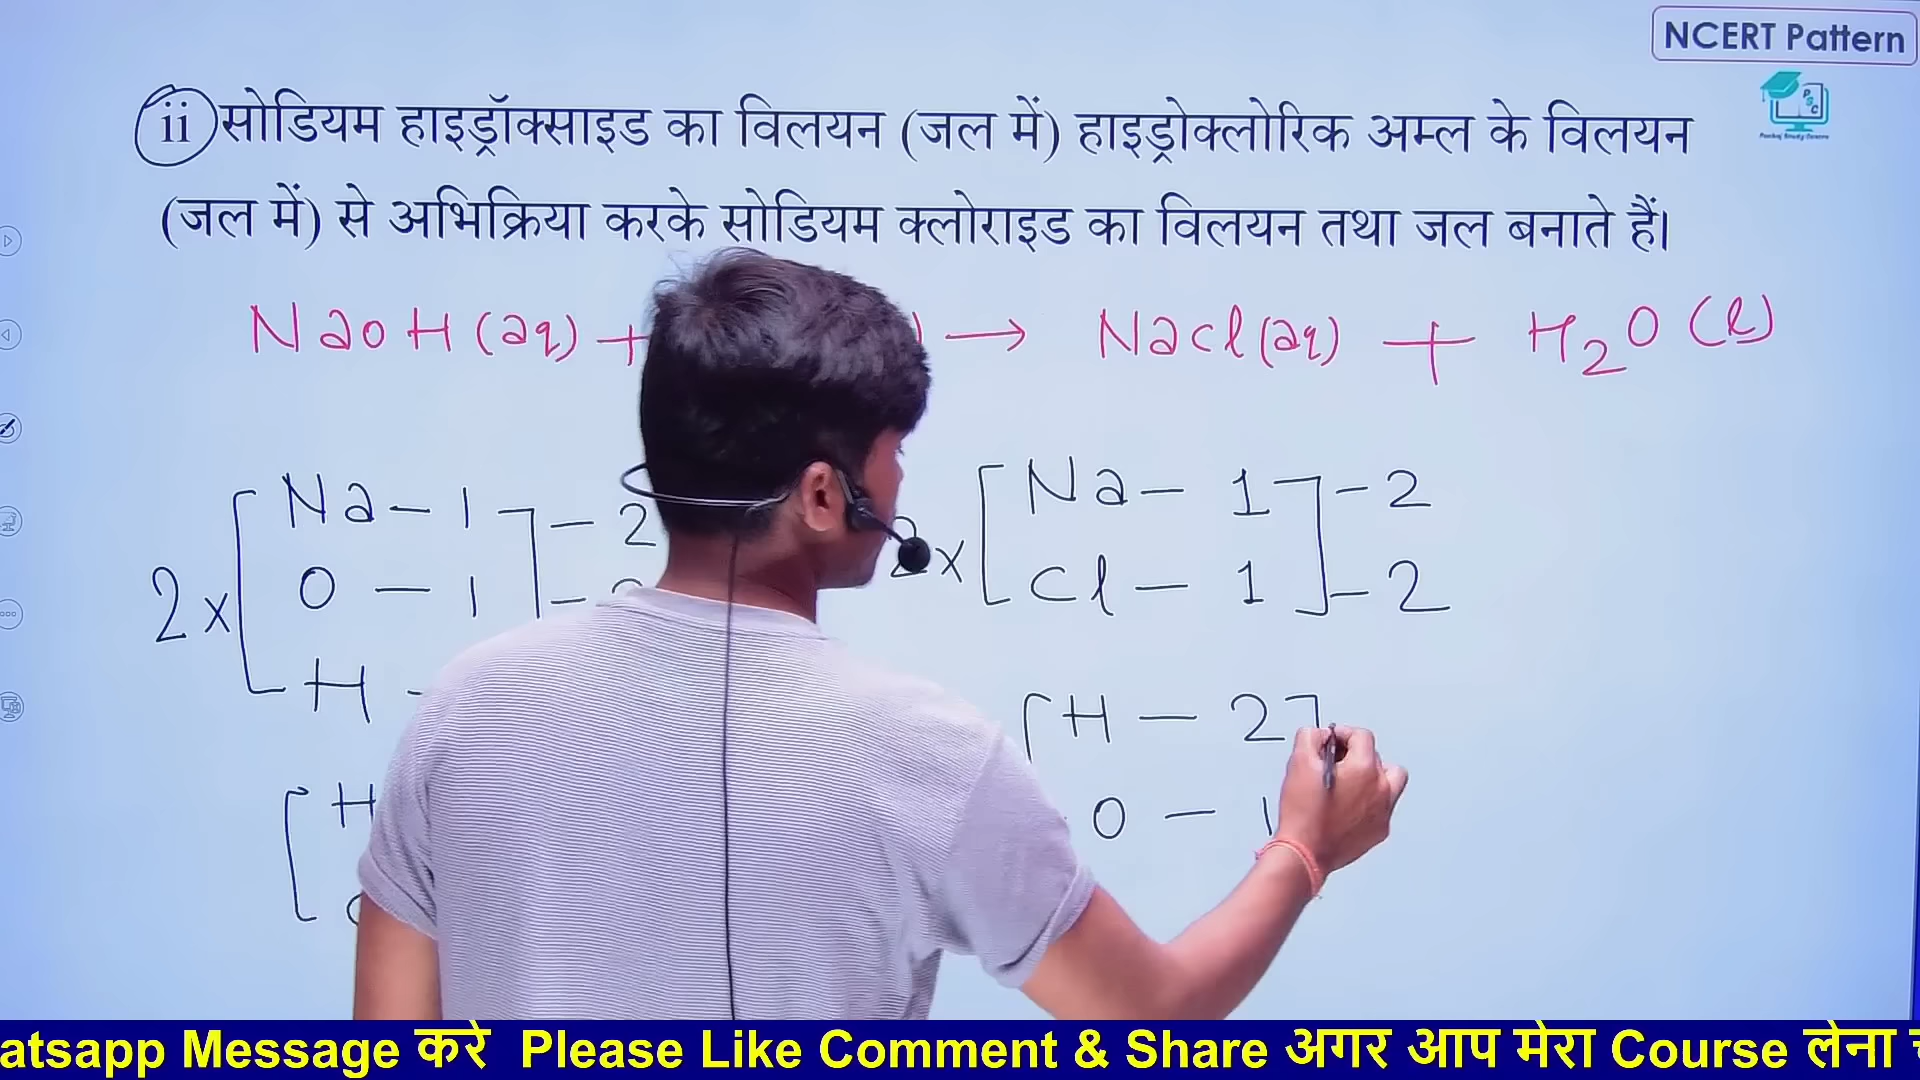 NCERT Pattern
ii सोडियम हाइड्रॉक्साइड का विलयन (जल में) हाइड्रोक्लोरिक अम्ल के विलयन
(जल में) से अभिक्रिया करके सोडियम क्लोराइड का विलयन तथा जल बनाते हैं।
NaOH (aq) + ) → NaCl (aq) + H2O (l)
2 × [ Na – 1 ] – 2
O – 1 ] –
H –
[ H
2 × [ Na – 1 ] – 2
Cl – 1 ] – 2
[ H – 2 ]
O – 1
atsapp Message करे Please Like Comment & Share अगर आप मेरा Course लेना